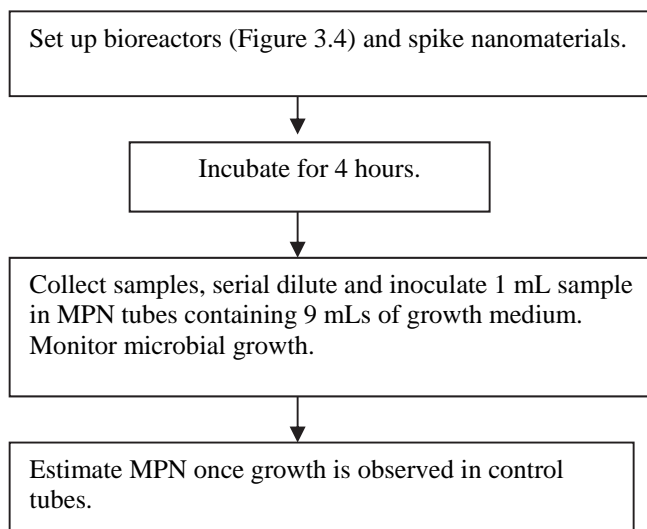 Set up bioreactors (Figure 3.4) and spike nanomaterials.
Incubate for 4 hours.
Collect samples, serial dilute and inoculate 1 mL sample
in MPN tubes containing 9 mLs of growth medium.
Monitor microbial growth.
Estimate MPN once growth is observed in control
tubes.